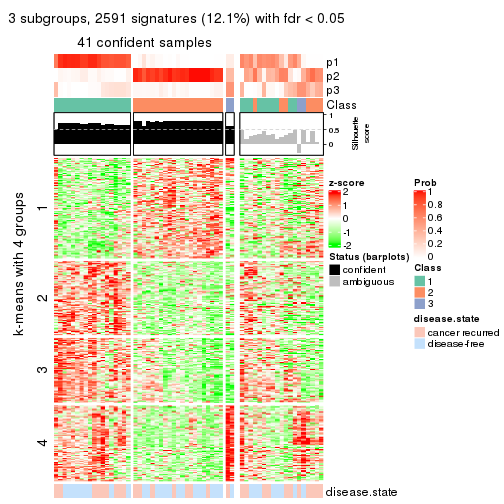 3 subgroups, 2591 signatures (12.1%) with fdr < 0.05
41 confident samples
p1
p2
p3
Class
1
0.5
0
Silhouette
score
k-means with 4 groups
1
2
3
4
disease.state
z-score
2
1
0
-1
-2
Status (barplots)
confident
ambiguous
Prob
1
0.8
0.6
0.4
0.2
0
Class
1
2
3
disease.state
cancer recurred
disease-free